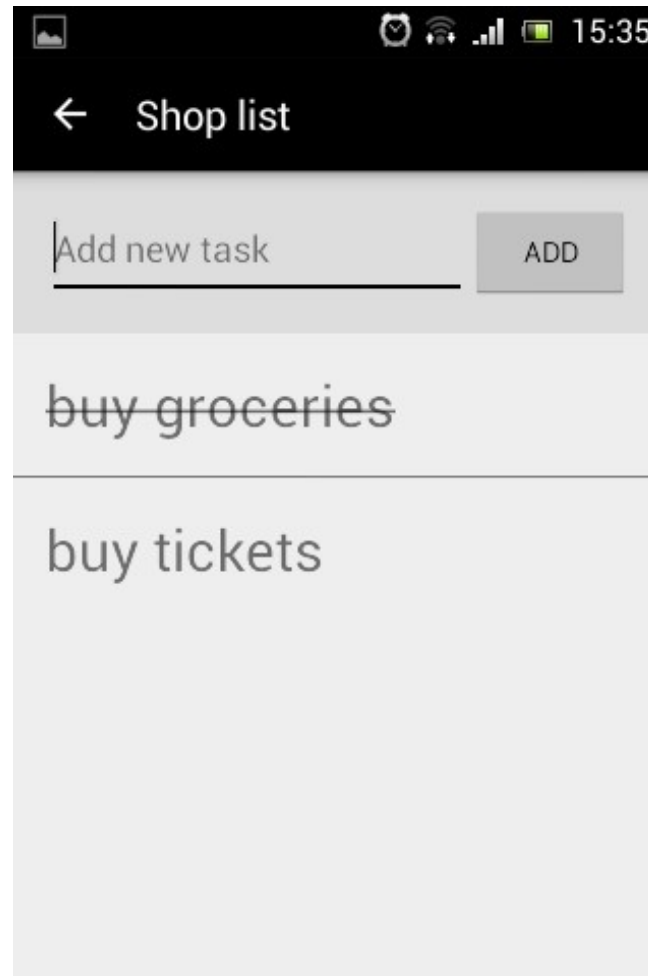 15:35
Shop list
Add new task
ADD
buy groceries
buy tickets